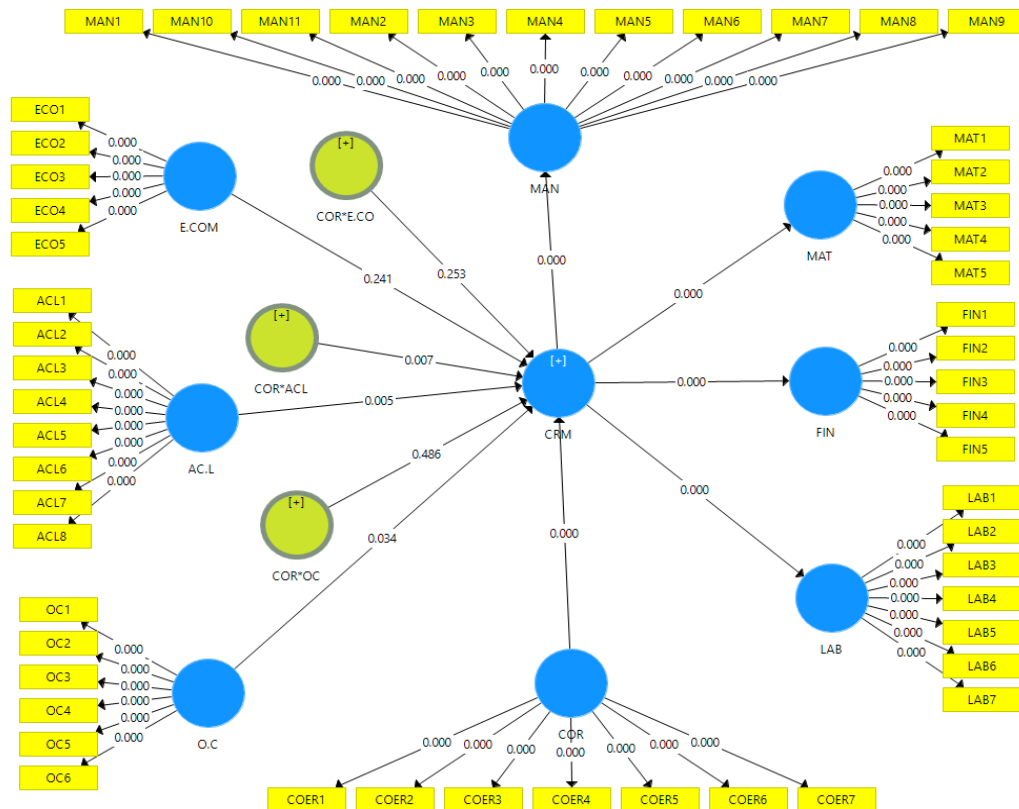 MAN1 MAN10 MAN11 MAN2 MAN3 MAN4 MAN5 MAN6 MAN7 MAN8 MAN9
0.000 0.000 0.000 0.000 0.000 0.000 0.000 0.000 0.000 0.000 0.000
MAN
ECO1
ECO2
ECO3
ECO4
ECO5
0.000
0.000
0.000
0.000
0.000
E.COM
[+]
COR*E.CO
MAT1
MAT2
MAT3
MAT4
MAT5
0.000
0.000
0.000
0.000
0.000
MAT
0.241
0.253
0.000
0.000
ACL1
ACL2
ACL3
ACL4
ACL5
ACL6
ACL7
ACL8
0.000
0.000
0.000
0.000
0.000
0.000
0.000
0.000
AC.L
[+]
COR*ACL
0.007
0.005
[+]
CRM
0.000
FIN1
FIN2
FIN3
FIN4
FIN5
0.000
0.000
0.000
0.000
0.000
FIN
[+]
COR*OC
0.486
0.034
0.000
0.000
LAB1
LAB2
LAB3
LAB4
LAB5
LAB6
LAB7
0.000
0.000
0.000
0.000
0.000
0.000
0.000
LAB
OC1
OC2
OC3
OC4
OC5
OC6
0.000
0.000
0.000
0.000
0.000
0.000
O.C
COR
0.000 0.000 0.000 0.000 0.000 0.000 0.000
COER1 COER2 COER3 COER4 COER5 COER6 COER7